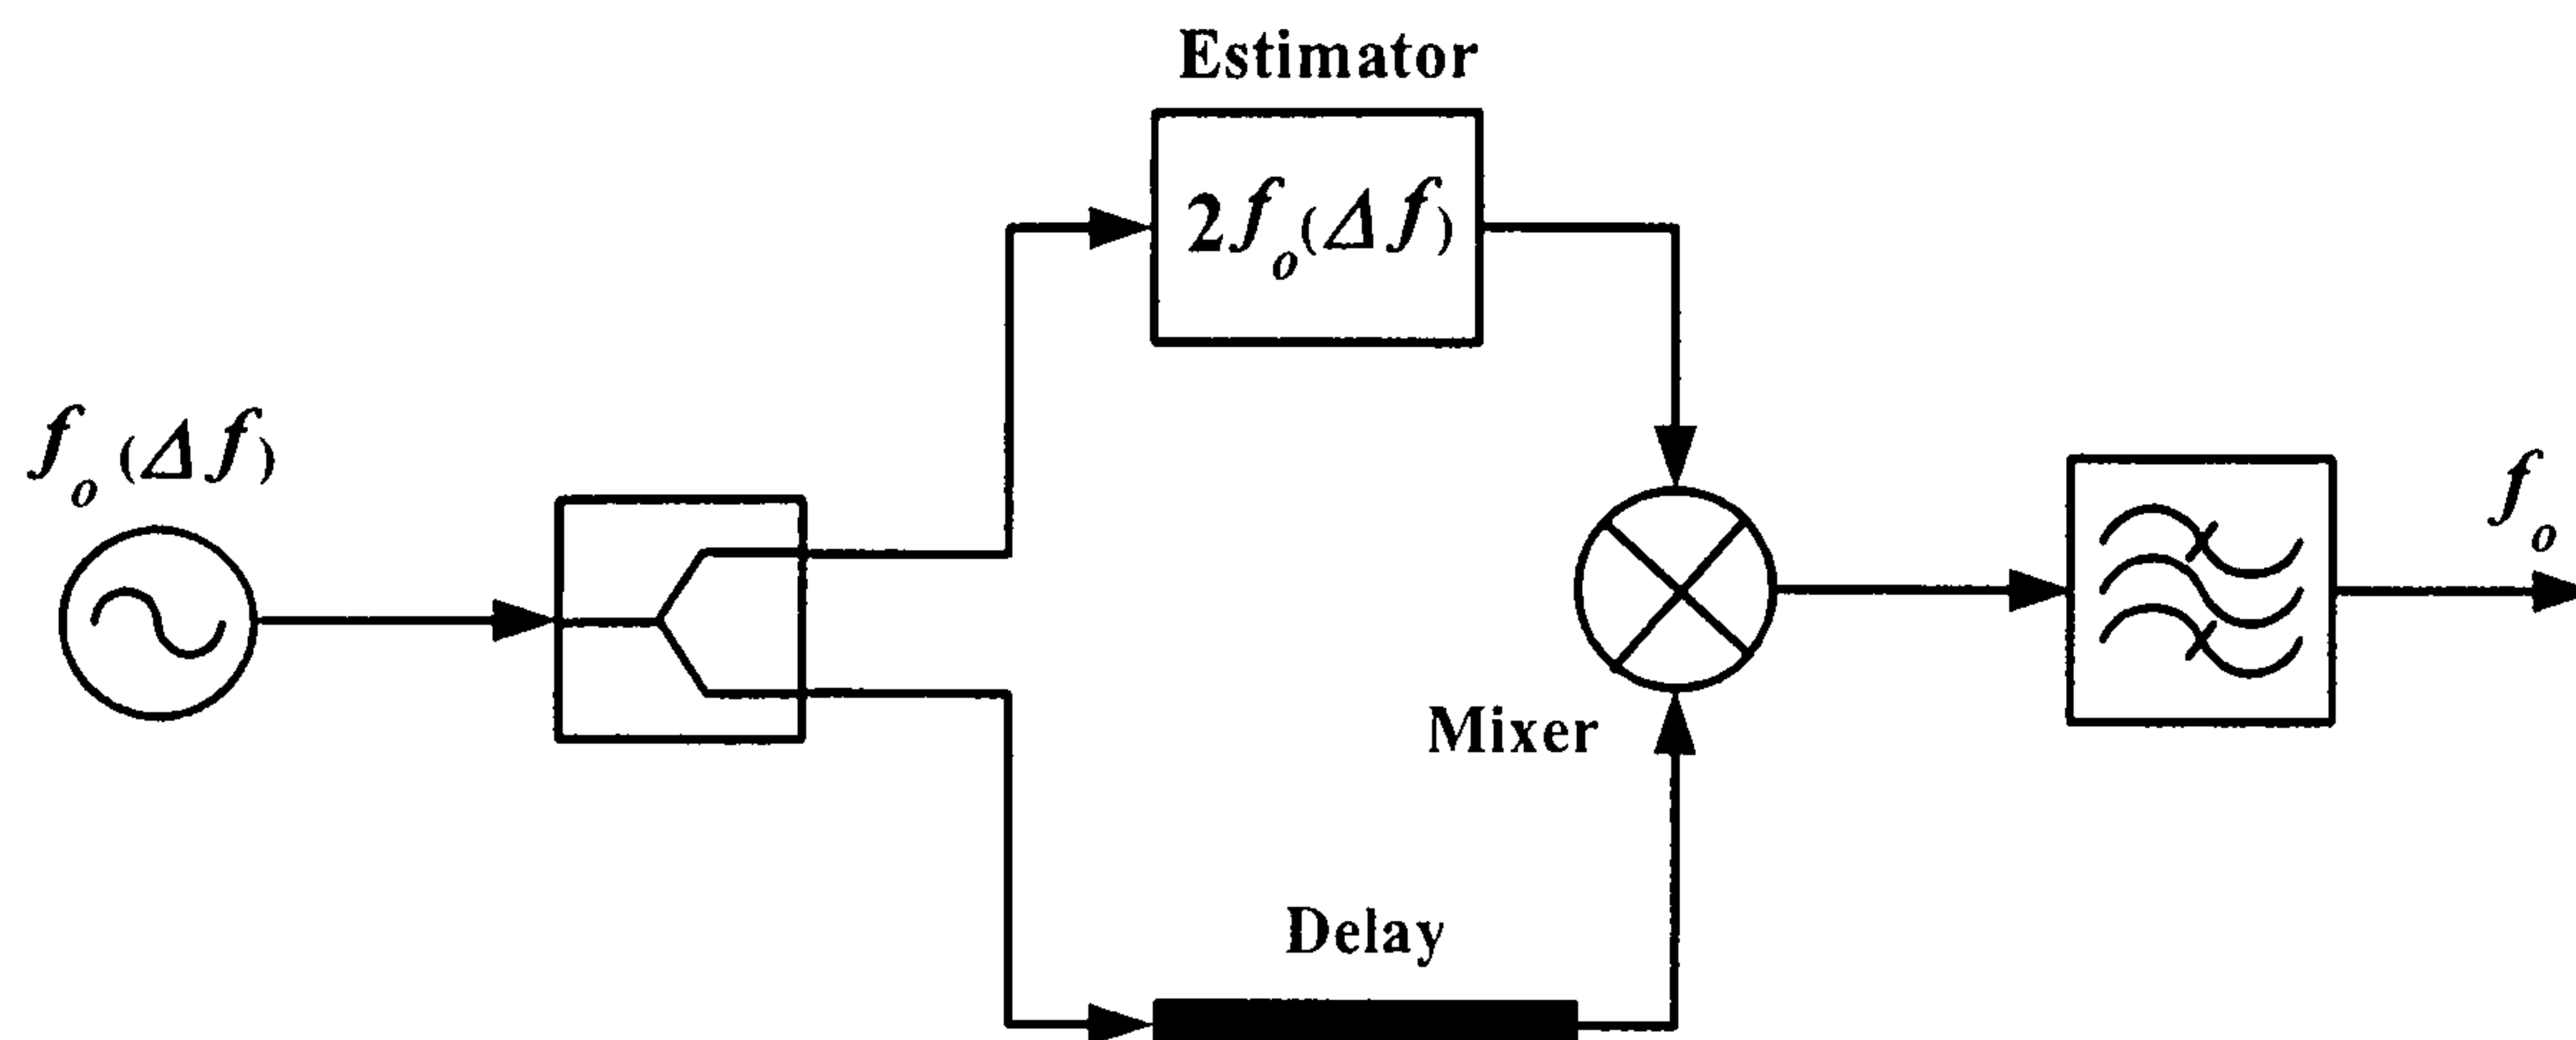 Estimator
2f_o(Δf)
f_o(Δf)
f_o
Mixer
Delay